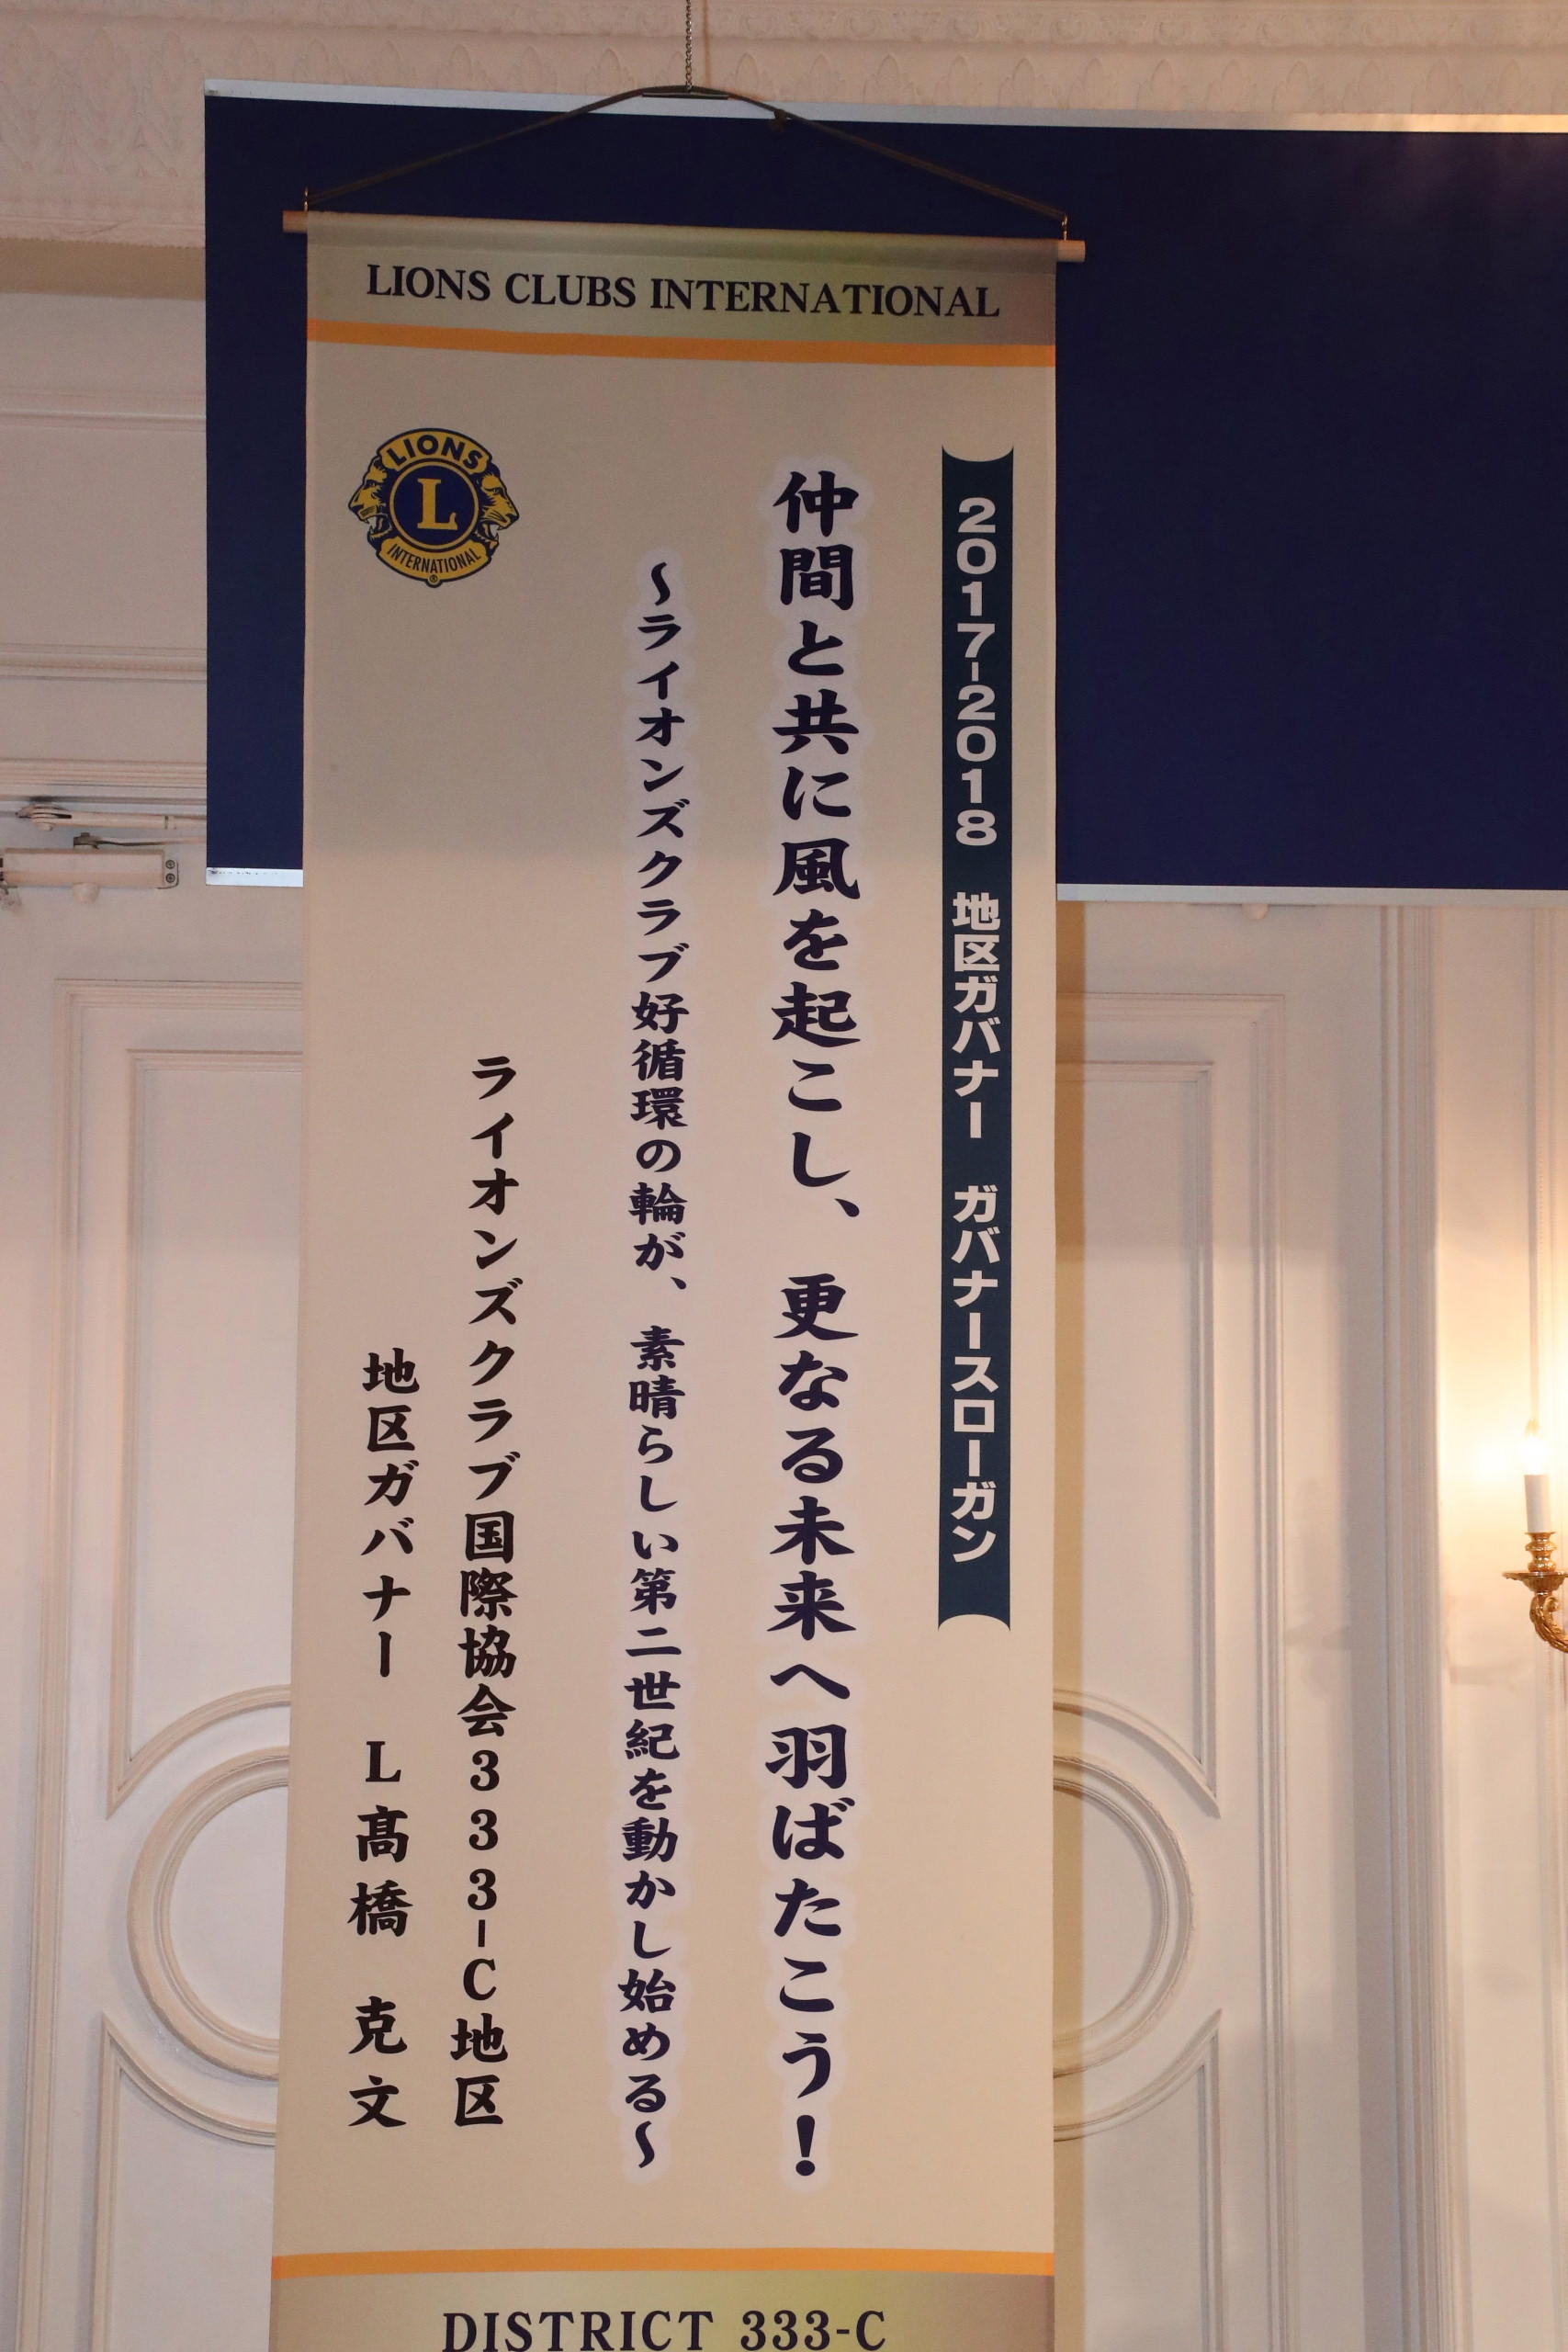 LIONS CLUBS INTERNATIONAL
2017-2018 地区ガバナー ガバナースローガン
仲間と共に風を起こし、更なる未来へ羽ばたこう!
〜ライオンズクラブ好循環の輪が、素晴らしい第二世紀を動かし始める〜
LIONS
L
INTERNATIONAL
®
ライオンズクラブ国際協会333-C地区
地区ガバナー L髙橋 克文
DISTRICT 333-C